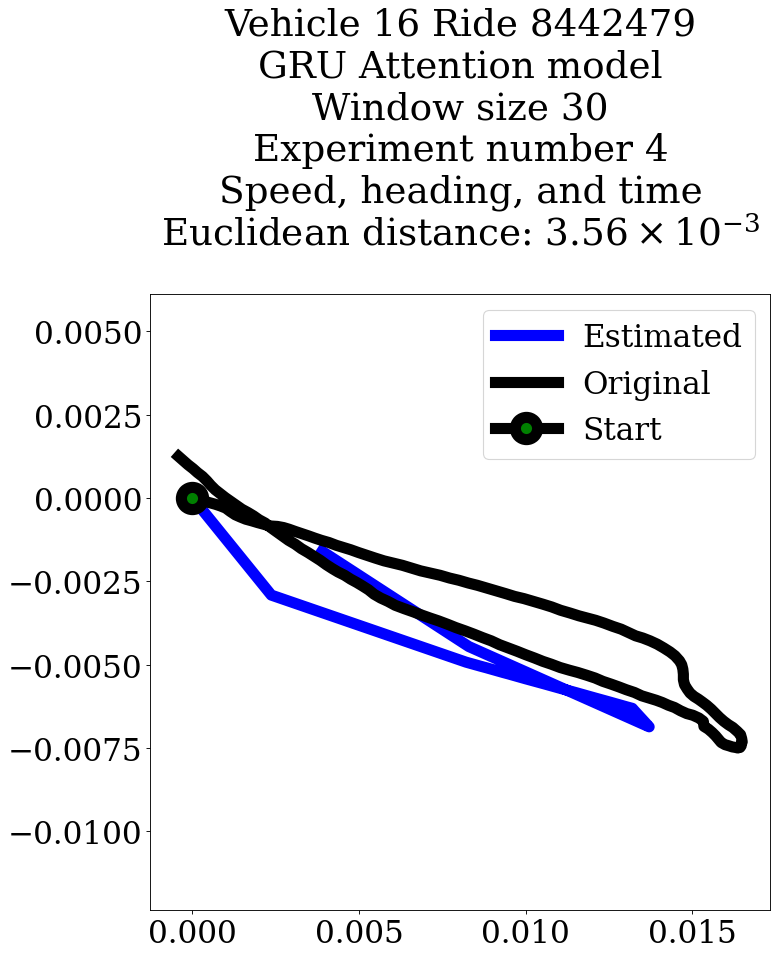 Vehicle 16 Ride 8442479
GRU Attention model
Window size 30
Experiment number 4
Speed, heading, and time
Euclidean distance: 3.56 × 10⁻³
Estimated
Original
Start
0.0050
0.0025
0.0000
−0.0025
−0.0050
−0.0075
−0.0100
0.000 0.005 0.010 0.015